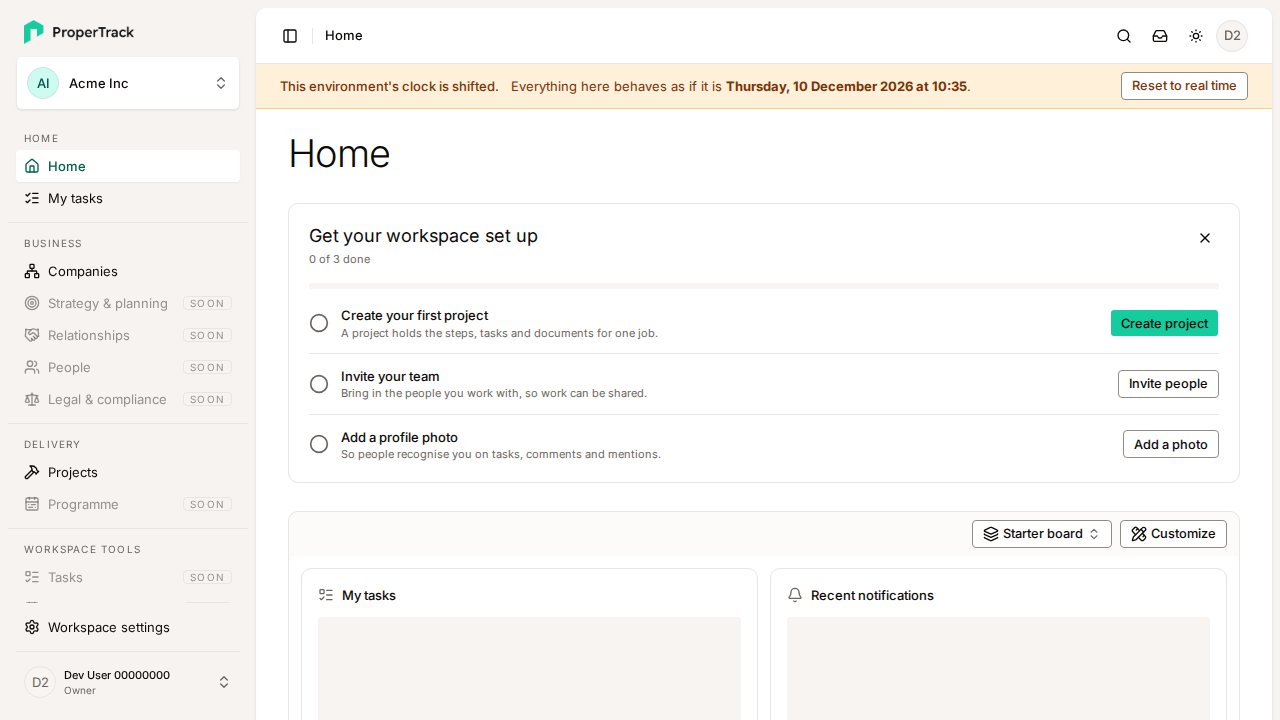 ProperTrack
Home
D2
AI
Acme Inc
This environment's clock is shifted. Everything here behaves as if it is Thursday, 10 December 2026 at 10:35.
Reset to real time
HOME
Home
My tasks
BUSINESS
Companies
Strategy & planning SOON
Relationships SOON
People SOON
Legal & compliance SOON
DELIVERY
Projects
Programme SOON
WORKSPACE TOOLS
Tasks SOON
Workspace settings
D2
Dev User 00000000
Owner
Home
Get your workspace set up
0 of 3 done
Create your first project
A project holds the steps, tasks and documents for one job.
Create project
Invite your team
Bring in the people you work with, so work can be shared.
Invite people
Add a profile photo
So people recognise you on tasks, comments and mentions.
Add a photo
Starter board
Customize
My tasks
Recent notifications